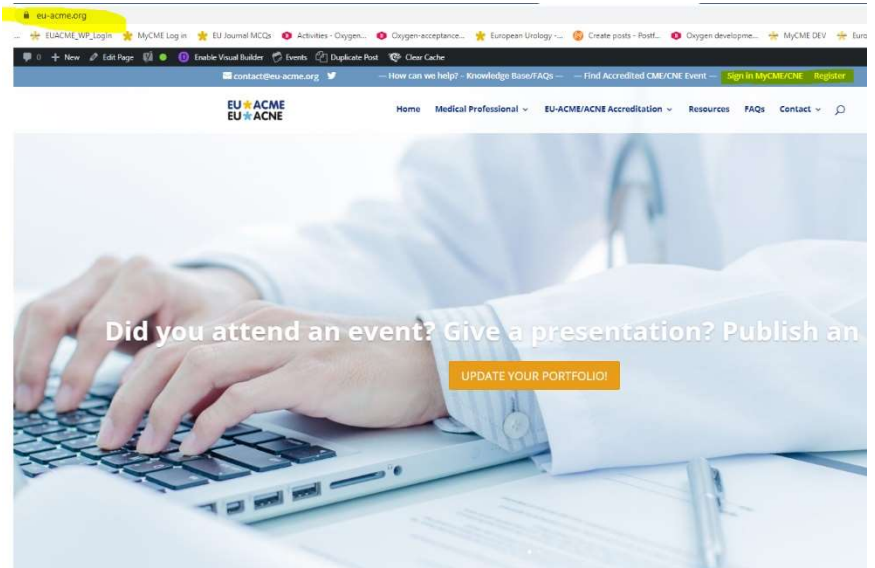 eu-acme.org
... EUACME_WP_Login MyCME Log in EU Journal MCQs Activities - Oxygen... Oxygen-acceptance... European Urology -... Create posts - Postf... Oxygen developme... MyCME DEV Euro
0 + New Edit Page Enable Visual Builder Events Duplicate Post Clear Cache
contact@eu-acme.org — How can we help? - Knowledge Base/FAQs — — Find Accredited CME/CNE Event — Sign in MyCME/CNE Register
EU ACME
EU ACNE
Home Medical Professional EU-ACME/ACNE Accreditation Resources FAQs Contact
Did you attend an event? Give a presentation? Publish an
UPDATE YOUR PORTFOLIO!